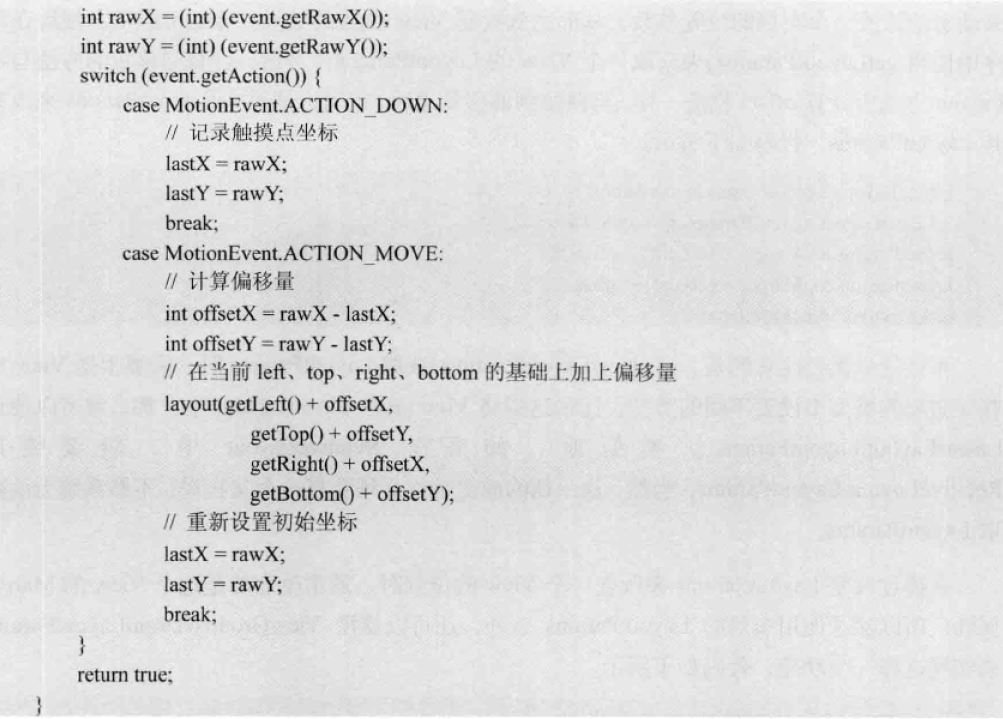 int rawX = (int) (event.getRawX());
int rawY = (int) (event.getRawY());
switch (event.getAction()) {
case MotionEvent.ACTION_DOWN:
// 记录触摸点坐标
lastX = rawX;
lastY = rawY;
break;
case MotionEvent.ACTION_MOVE:
// 计算偏移量
int offsetX = rawX - lastX;
int offsetY = rawY - lastY;
// 在当前 left、top、right、bottom 的基础上加上偏移量
layout(getLeft() + offsetX,
getTop() + offsetY,
getRight() + offsetX,
getBottom() + offsetY);
// 重新设置初始坐标
lastX = rawX;
lastY = rawY;
break;
}
return true;
}